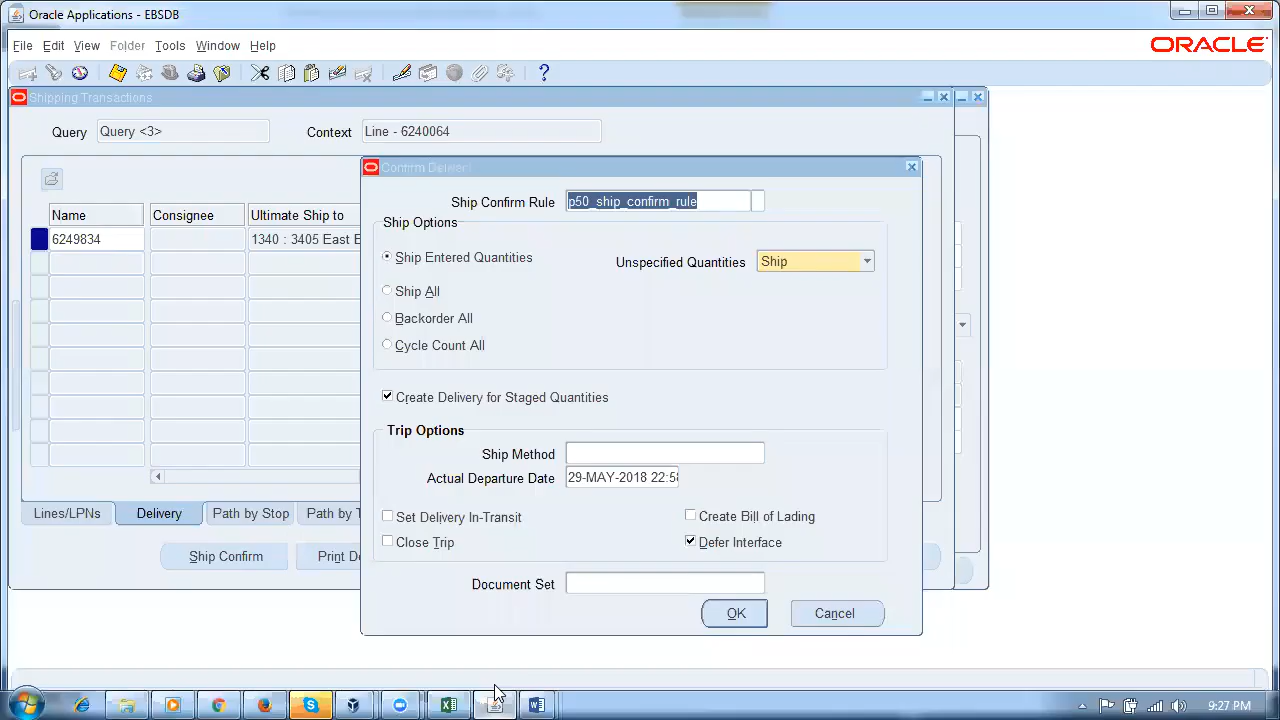 Oracle Applications - EBSDB
File Edit View Folder Tools Window Help
ORACLE
Shipping Transactions
Query Query <3> Context Line - 6240064
Confirm Deliver
Ship Confirm Rule p50_ship_confirm_rule
Name Consignee Ultimate Ship to
6249834 1340 : 3405 East E
Ship Options
Ship Entered Quantities Unspecified Quantities Ship
Ship All
Backorder All
Cycle Count All
Create Delivery for Staged Quantities
Trip Options
Ship Method
Actual Departure Date 29-MAY-2018 22:58
Set Delivery In-Transit Create Bill of Lading
Close Trip Defer Interface
Document Set
OK Cancel
Lines/LPNs Delivery Path by Stop Path by T
Ship Confirm Print De
9:27 PM